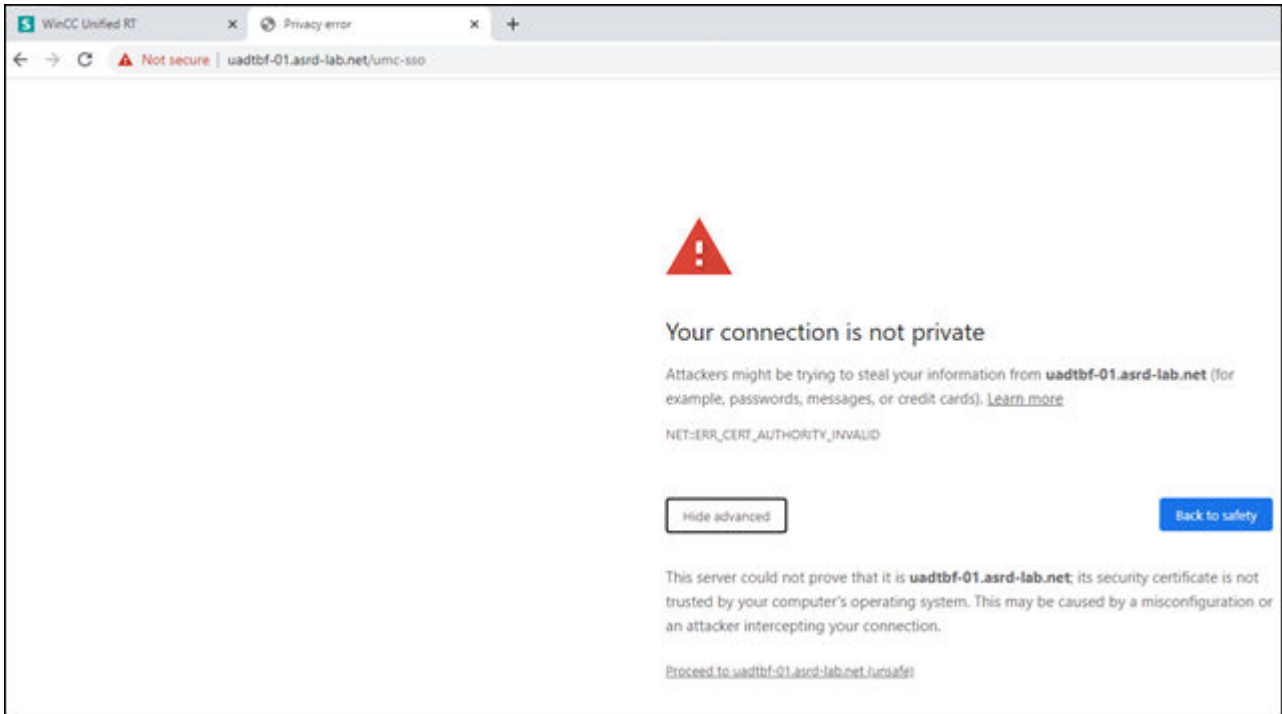 WinCC Unified RT
Privacy error
Not secure
uadtbf-01.asrd-lab.net/umc-sso
Your connection is not private
Attackers might be trying to steal your information from uadtbf-01.asrd-lab.net (for
example, passwords, messages, or credit cards). Learn more
NET::ERR_CERT_AUTHORITY_INVALID
Hide advanced
Back to safety
This server could not prove that it is uadtbf-01.asrd-lab.net; its security certificate is not
trusted by your computer's operating system. This may be caused by a misconfiguration or
an attacker intercepting your connection.
Proceed to uadtbf-01.asrd-lab.net (unsafe)